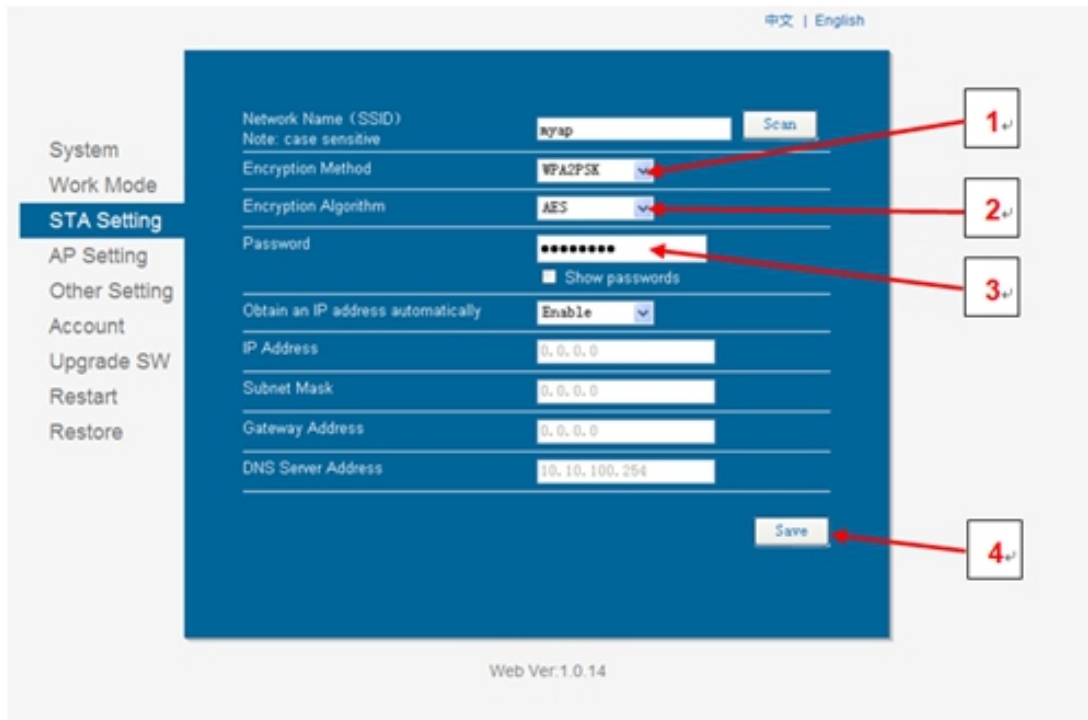 中文 | English
System
Work Mode
STA Setting
AP Setting
Other Setting
Account
Upgrade SW
Restart
Restore
Network Name (SSID)
Note: case sensitive
myap
Scan
Encryption Method
WPA2PSK
Encryption Algorithm
AES
Password
••••••••
Show passwords
Obtain an IP address automatically
Enable
IP Address
0.0.0.0
Subnet Mask
0.0.0.0
Gateway Address
0.0.0.0
DNS Server Address
10.10.100.254
Save
1
2
3
4
Web Ver:1.0.14